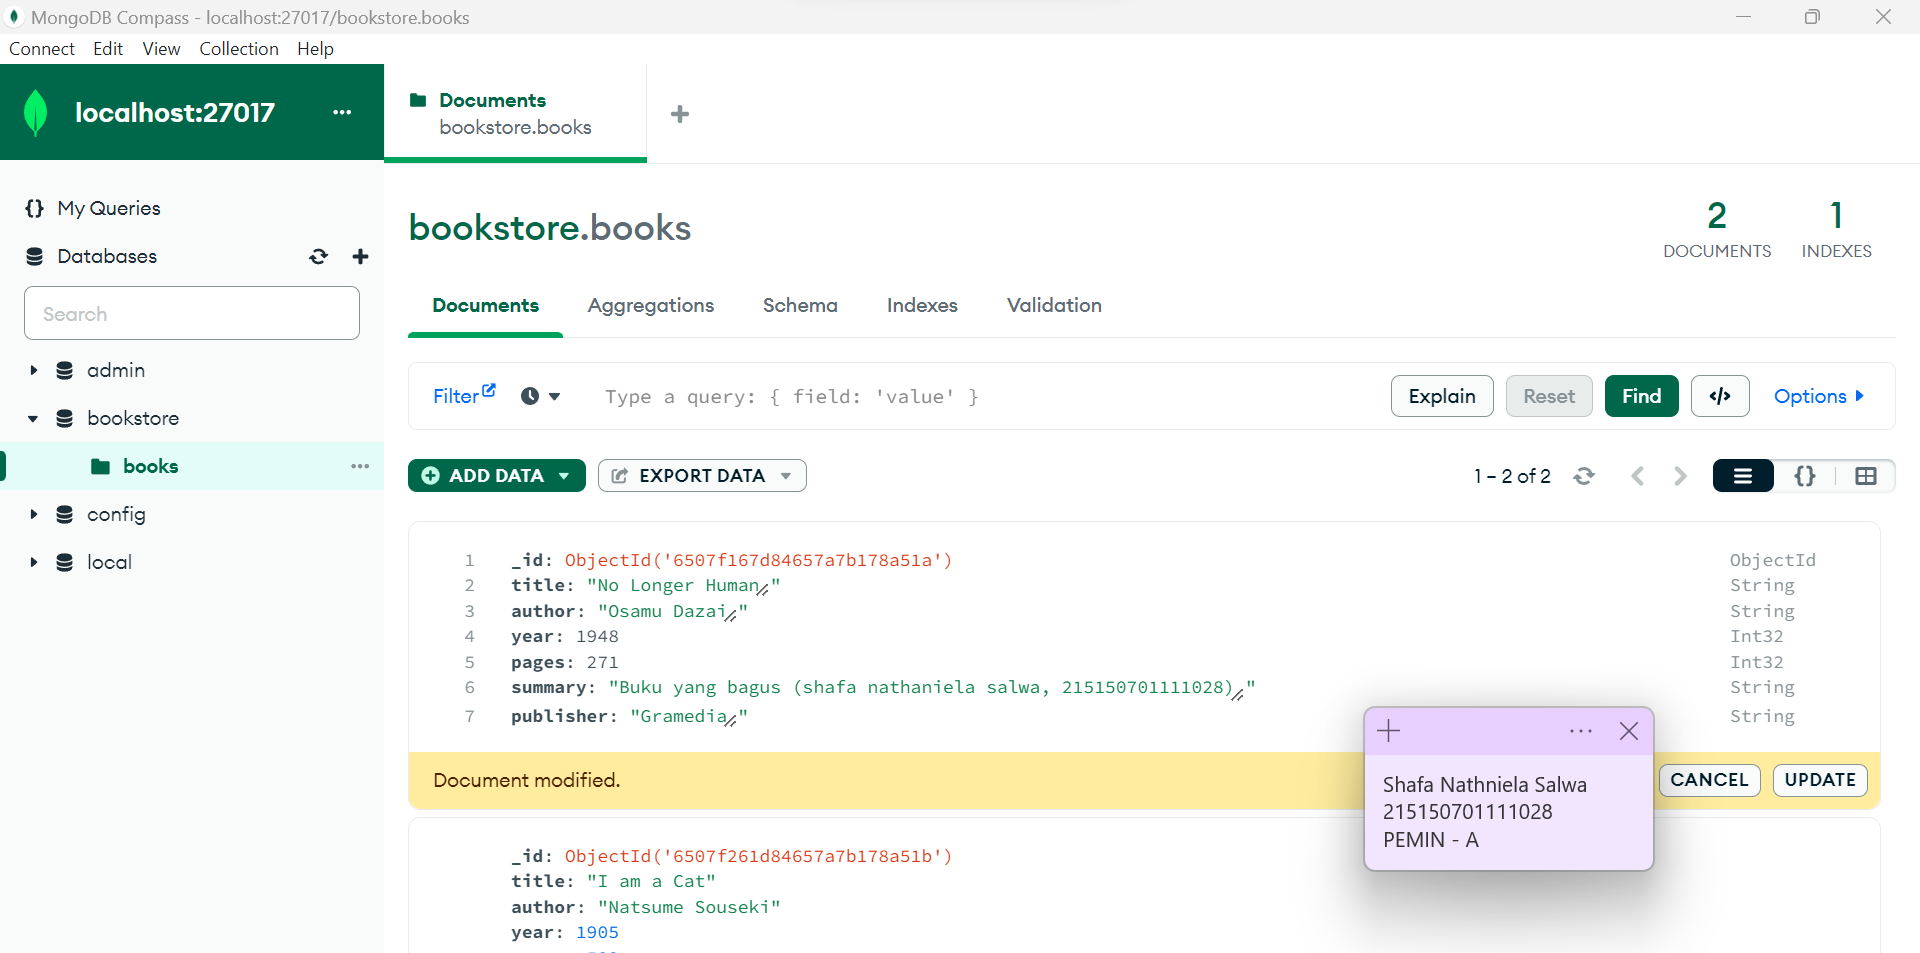 MongoDB Compass - localhost:27017/bookstore.books
Connect Edit View Collection Help
localhost:27017 ...
Documents
bookstore.books
+
{} My Queries
Databases
Search
admin
bookstore
books ...
config
local
bookstore.books
2
DOCUMENTS
1
INDEXES
Documents Aggregations Schema Indexes Validation
Filter Type a query: { field: 'value' } Explain Reset Find </> Options
ADD DATA EXPORT DATA 1 – 2 of 2 {}
1 _id: ObjectId('6507f167d84657a7b178a51a') ObjectId
2 title: "No Longer Human" String
3 author: "Osamu Dazai" String
4 year: 1948 Int32
5 pages: 271 Int32
6 summary: "Buku yang bagus (shafa nathaniela salwa, 215150701111028)" String
7 publisher: "Gramedia" String
Document modified. CANCEL UPDATE
Shafa Nathniela Salwa
215150701111028
PEMIN - A
_id: ObjectId('6507f261d84657a7b178a51b')
title: "I am a Cat"
author: "Natsume Souseki"
year: 1905